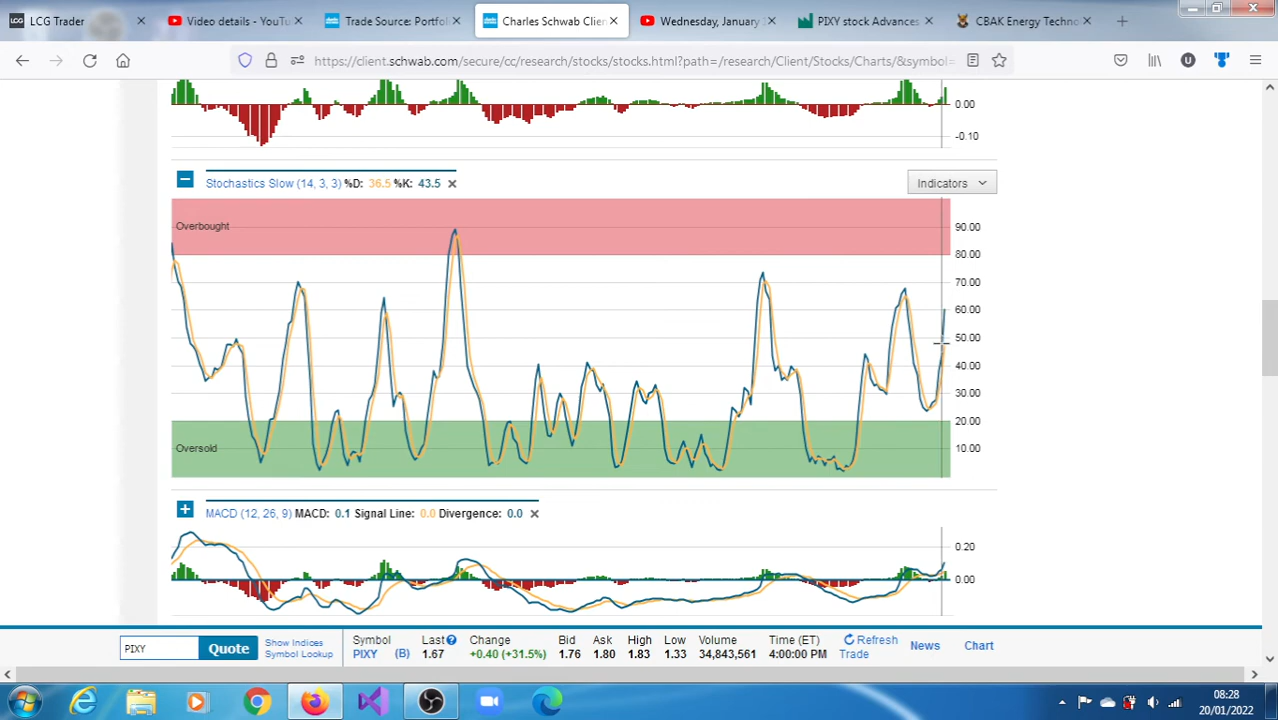 LCG Trader
Video details - YouTu
Trade Source: Portfol
Charles Schwab Clien
Wednesday, January
PIXY stock Advances
CBAK Energy Techno
https://client.schwab.com/secure/cc/research/stocks/stocks.html?path=/research/Client/Stocks/Charts/&symbol=
0.00
-0.10
Stochastics Slow (14, 3, 3) %D: 36.5 %K: 43.5
Indicators
Overbought
90.00
80.00
70.00
60.00
50.00
40.00
30.00
20.00
Oversold
10.00
MACD (12, 26, 9) MACD: 0.1 Signal Line: 0.0 Divergence: 0.0
0.20
0.00
PIXY
Quote
Show Indices
Symbol Lookup
Symbol Last Change Bid Ask High Low Volume Time (ET) Refresh
PIXY (B) 1.67 +0.40 (+31.5%) 1.76 1.80 1.83 1.33 34,843,561 4:00:00 PM Trade
News
Chart
08:28
20/01/2022